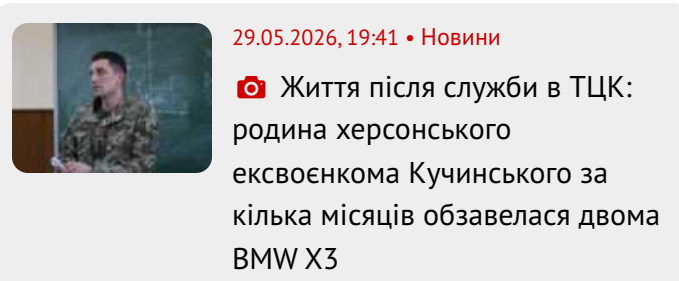 29.05.2026, 19:41 • Новини
Життя після служби в ТЦК:
родина херсонського
ексвоєнкома Кучинського за
кілька місяців обзавелася двома
BMW X3